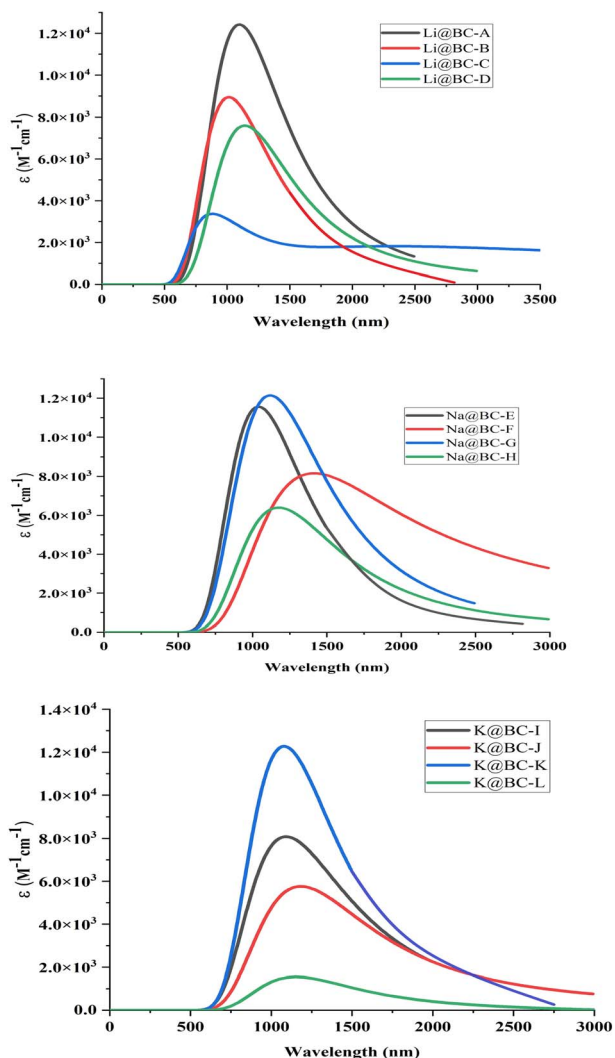 1.2×10⁴
1.0×10⁴
8.0×10³
6.0×10³
4.0×10³
2.0×10³
0.0
ε (M⁻¹cm⁻¹)
Li@BC-A
Li@BC-B
Li@BC-C
Li@BC-D
0 500 1000 1500 2000 2500 3000 3500
Wavelength (nm)
1.2×10⁴
1.0×10⁴
8.0×10³
6.0×10³
4.0×10³
2.0×10³
0.0
ε (M⁻¹cm⁻¹)
Na@BC-E
Na@BC-F
Na@BC-G
Na@BC-H
0 500 1000 1500 2000 2500 3000
Wavelength (nm)
1.4×10⁴
1.2×10⁴
1.0×10⁴
8.0×10³
6.0×10³
4.0×10³
2.0×10³
0.0
ε (M⁻¹cm⁻¹)
K@BC-I
K@BC-J
K@BC-K
K@BC-L
0 500 1000 1500 2000 2500 3000
Wavelength (nm)